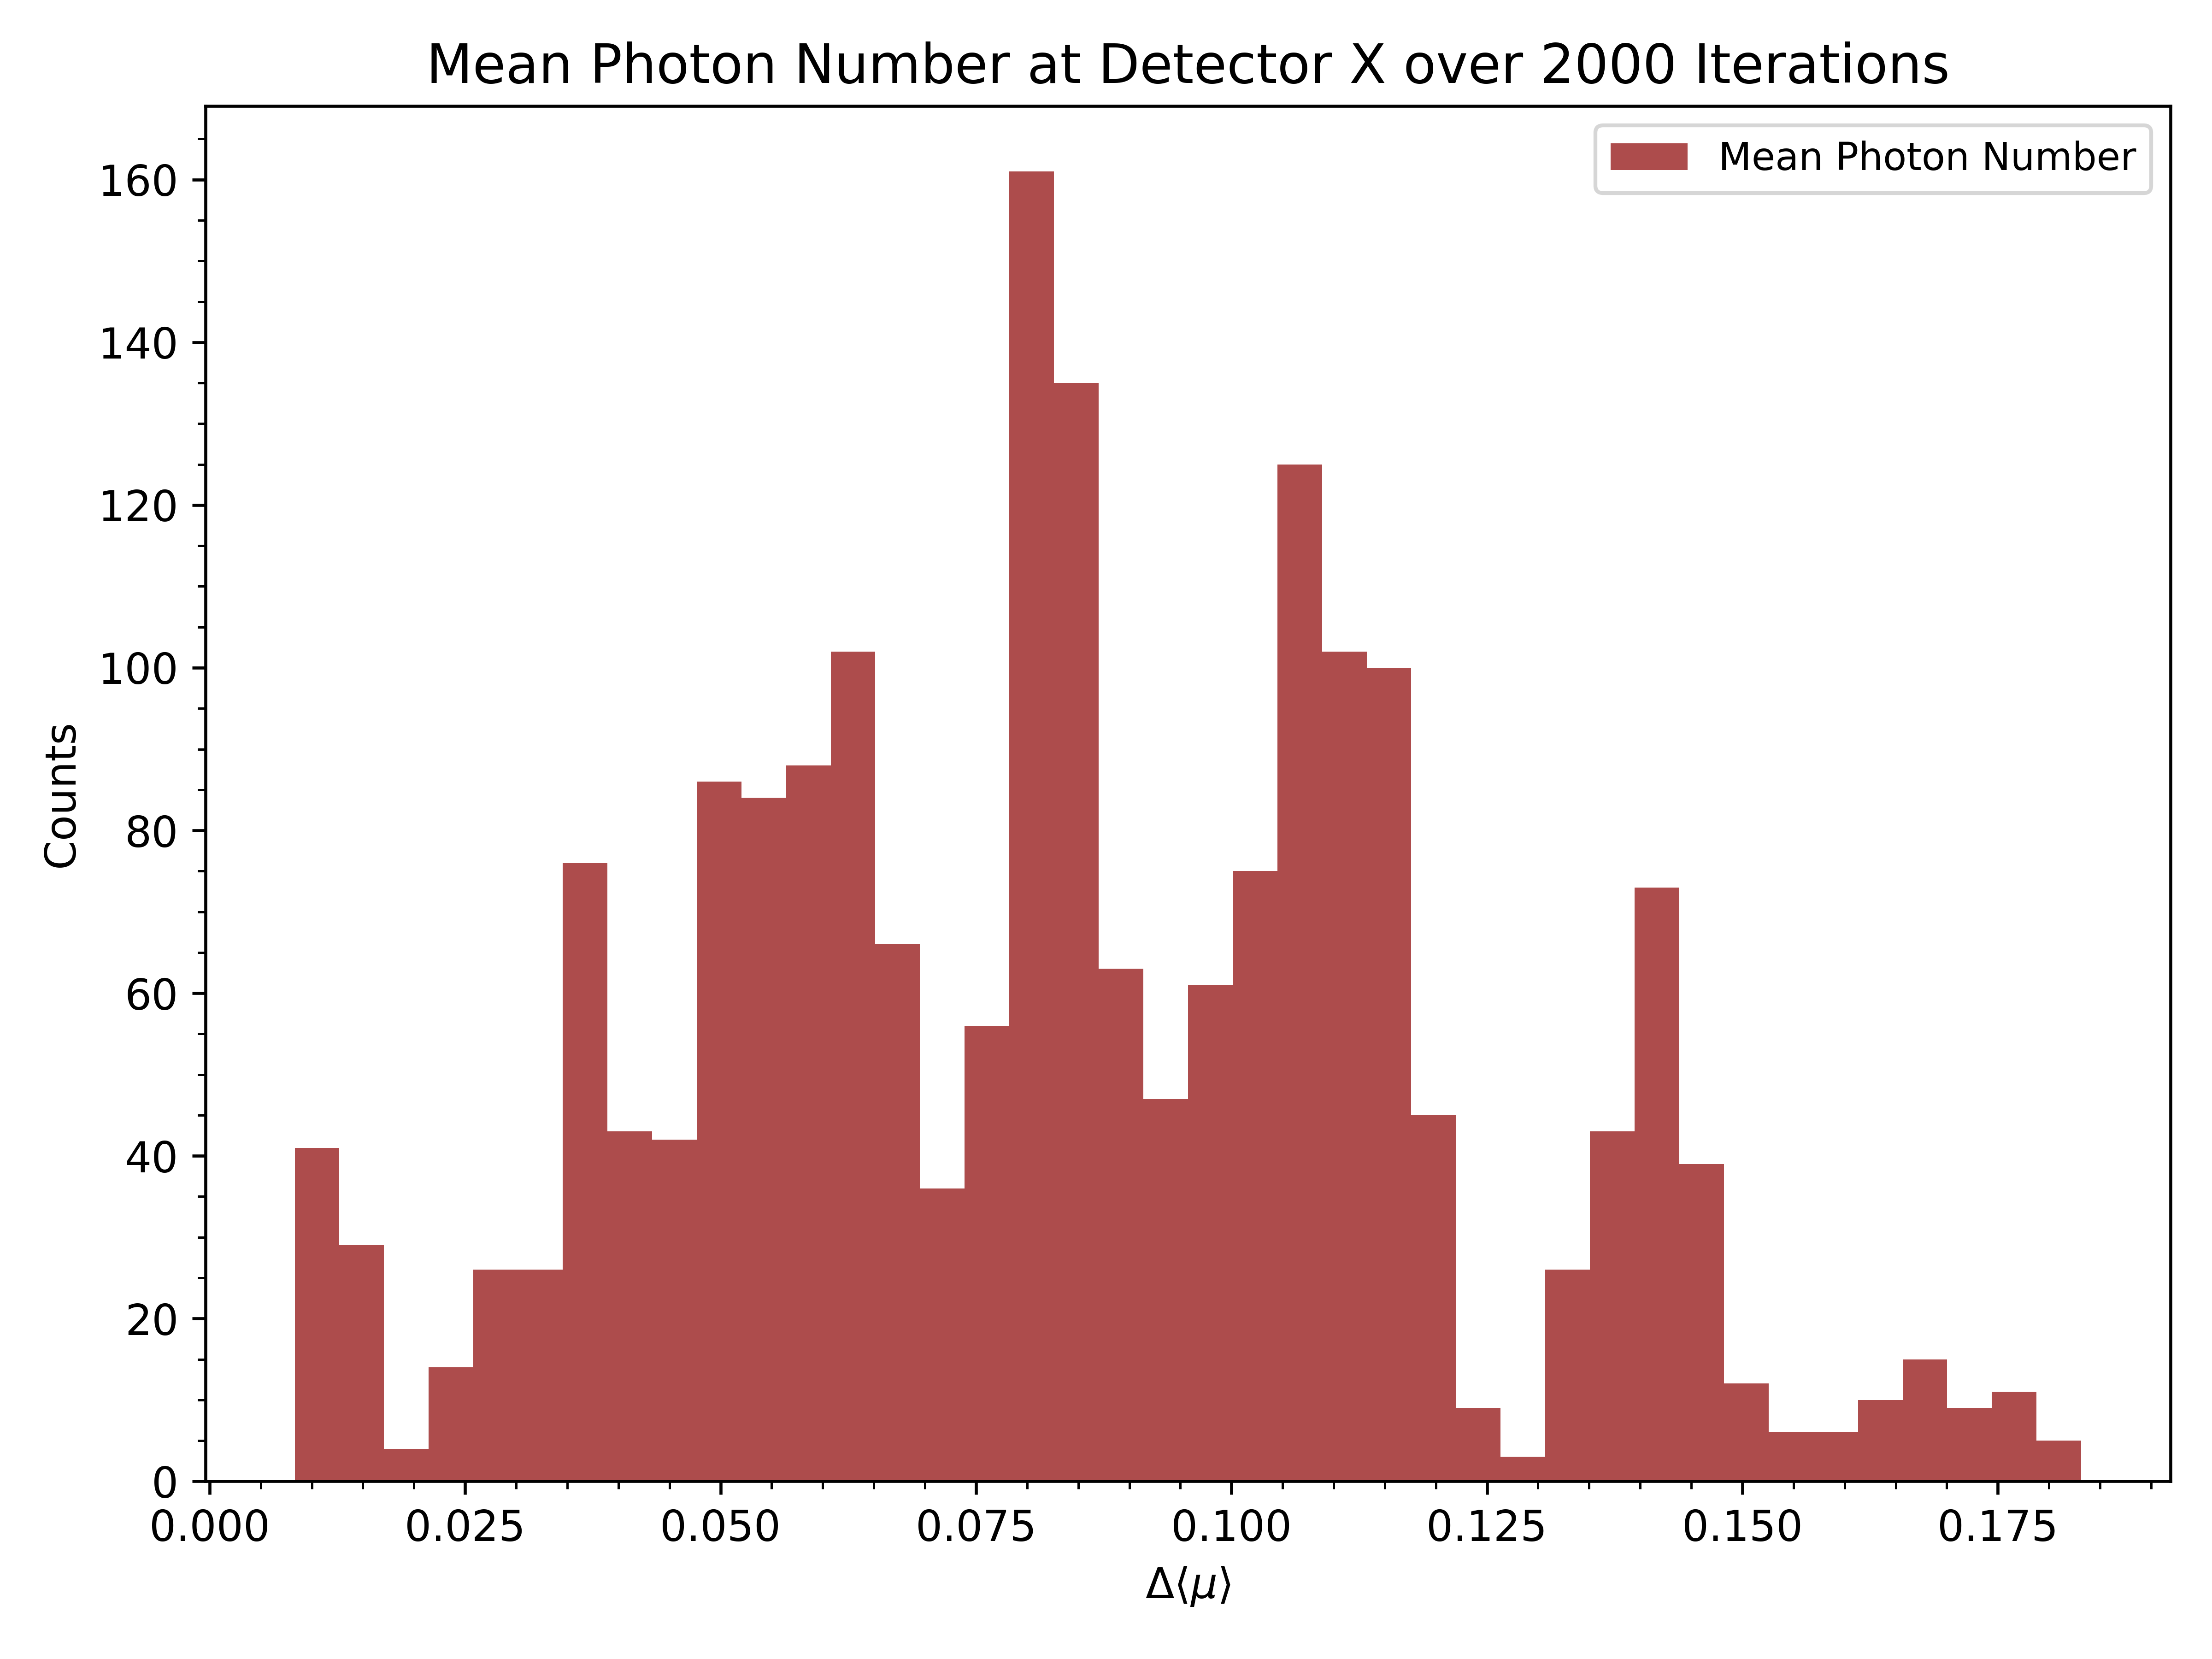 Mean Photon Number at Detector X over 2000 Iterations
Mean Photon Number
160
140
120
100
80
60
40
20
0
Counts
0.000 0.025 0.050 0.075 0.100 0.125 0.150 0.175
Δ⟨μ⟩